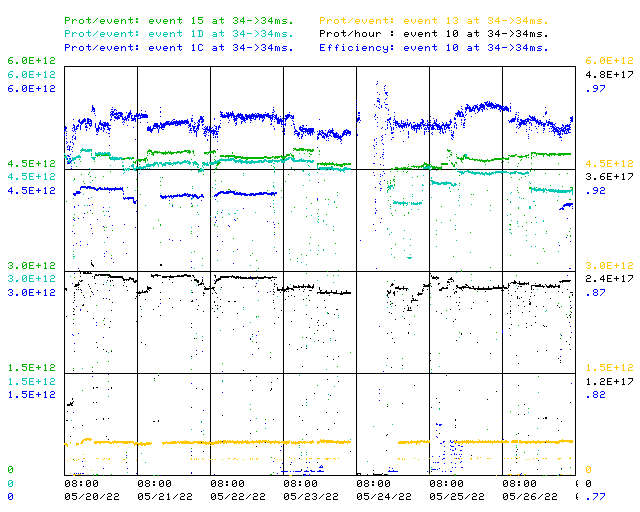 Prot/event: event 15 at 34->34ms. Prot/event: event 13 at 34->34ms.
Prot/event: event 1D at 34->34ms. Prot/hour : event 10 at 34->34ms.
Prot/event: event 1C at 34->34ms. Efficiency: event 10 at 34->34ms.
6.0E+12 6.0E+12
6.0E+12 4.8E+17
6.0E+12 .97
4.5E+12 4.5E+12
4.5E+12 3.6E+17
4.5E+12 .92
3.0E+12 3.0E+12
3.0E+12 2.4E+17
3.0E+12 .87
1.5E+12 1.5E+12
1.5E+12 1.2E+17
1.5E+12 .82
0 0
0 08:00 08:00 08:00 08:00 08:00 08:00 08:00 0
0 05/20/22 05/21/22 05/22/22 05/23/22 05/24/22 05/25/22 05/26/22 .77